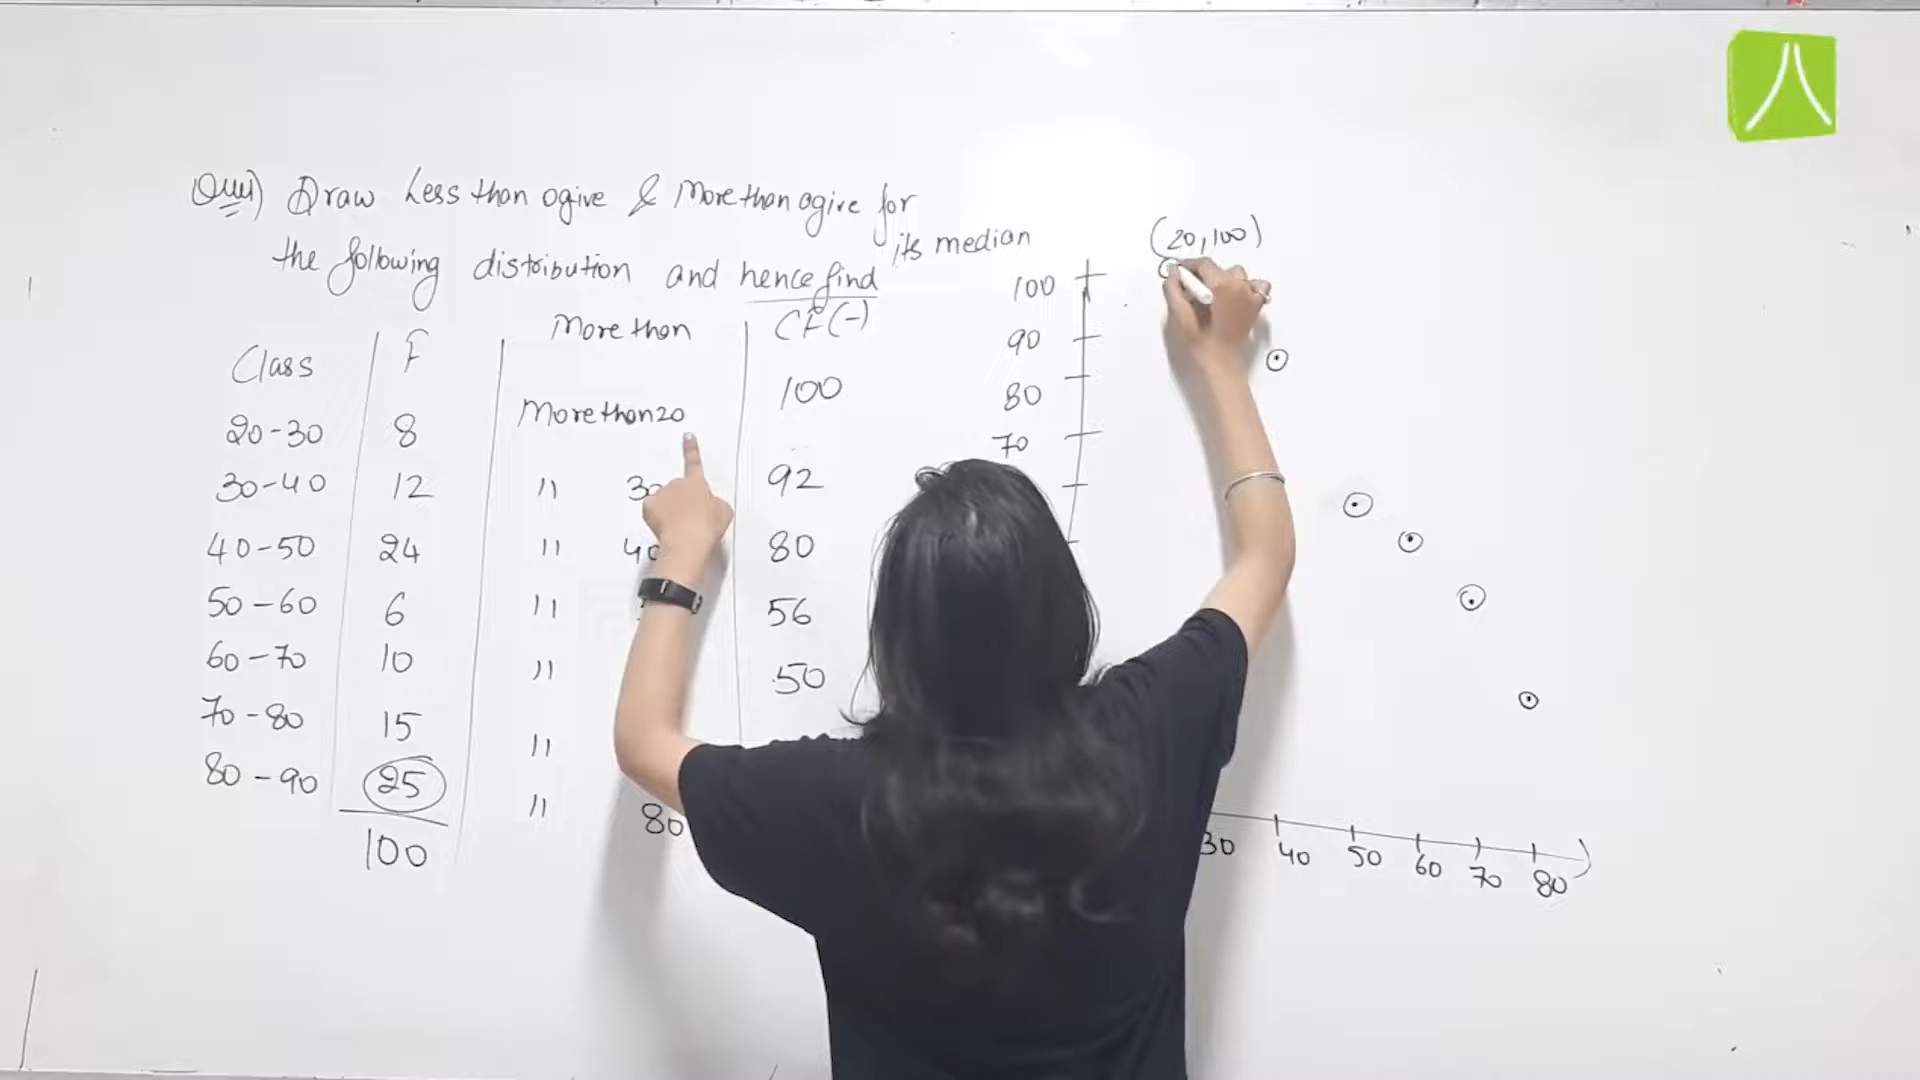 Ques) Draw Less than ogive & More than ogive for
the following distribution and hence find its median
Class F More than CF(-)
20-30 8 More than 20 100
30-40 12 " 30 92
40-50 24 " 40 80
50-60 6 " 56
60-70 10 " 50
70-80 15 "
80-90 25 " 80
100
(20,100)
100
90
80
70
30 40 50 60 70 80